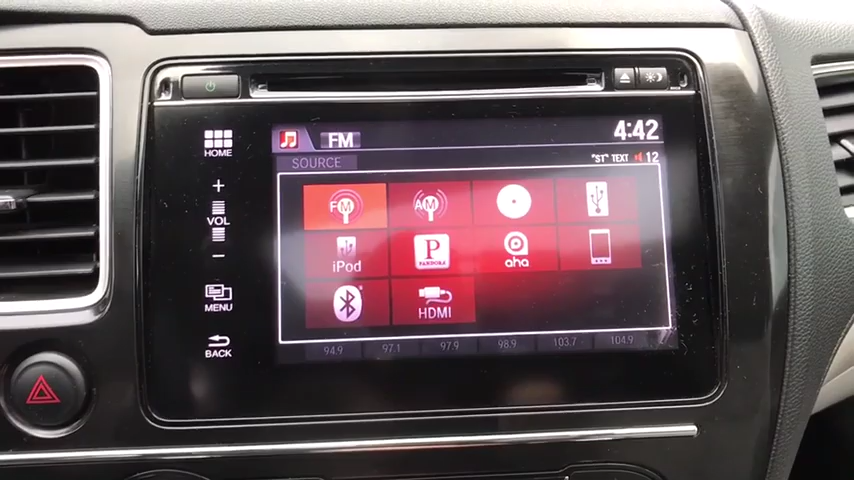 4:42
FM
HOME
SOURCE
"ST" TEXT 12
+
FM
AM
VOL
-
iPod
P
PANDORA
aha
MENU
HDMI
BACK
94.9 97.1 97.9 98.9 103.7 104.9